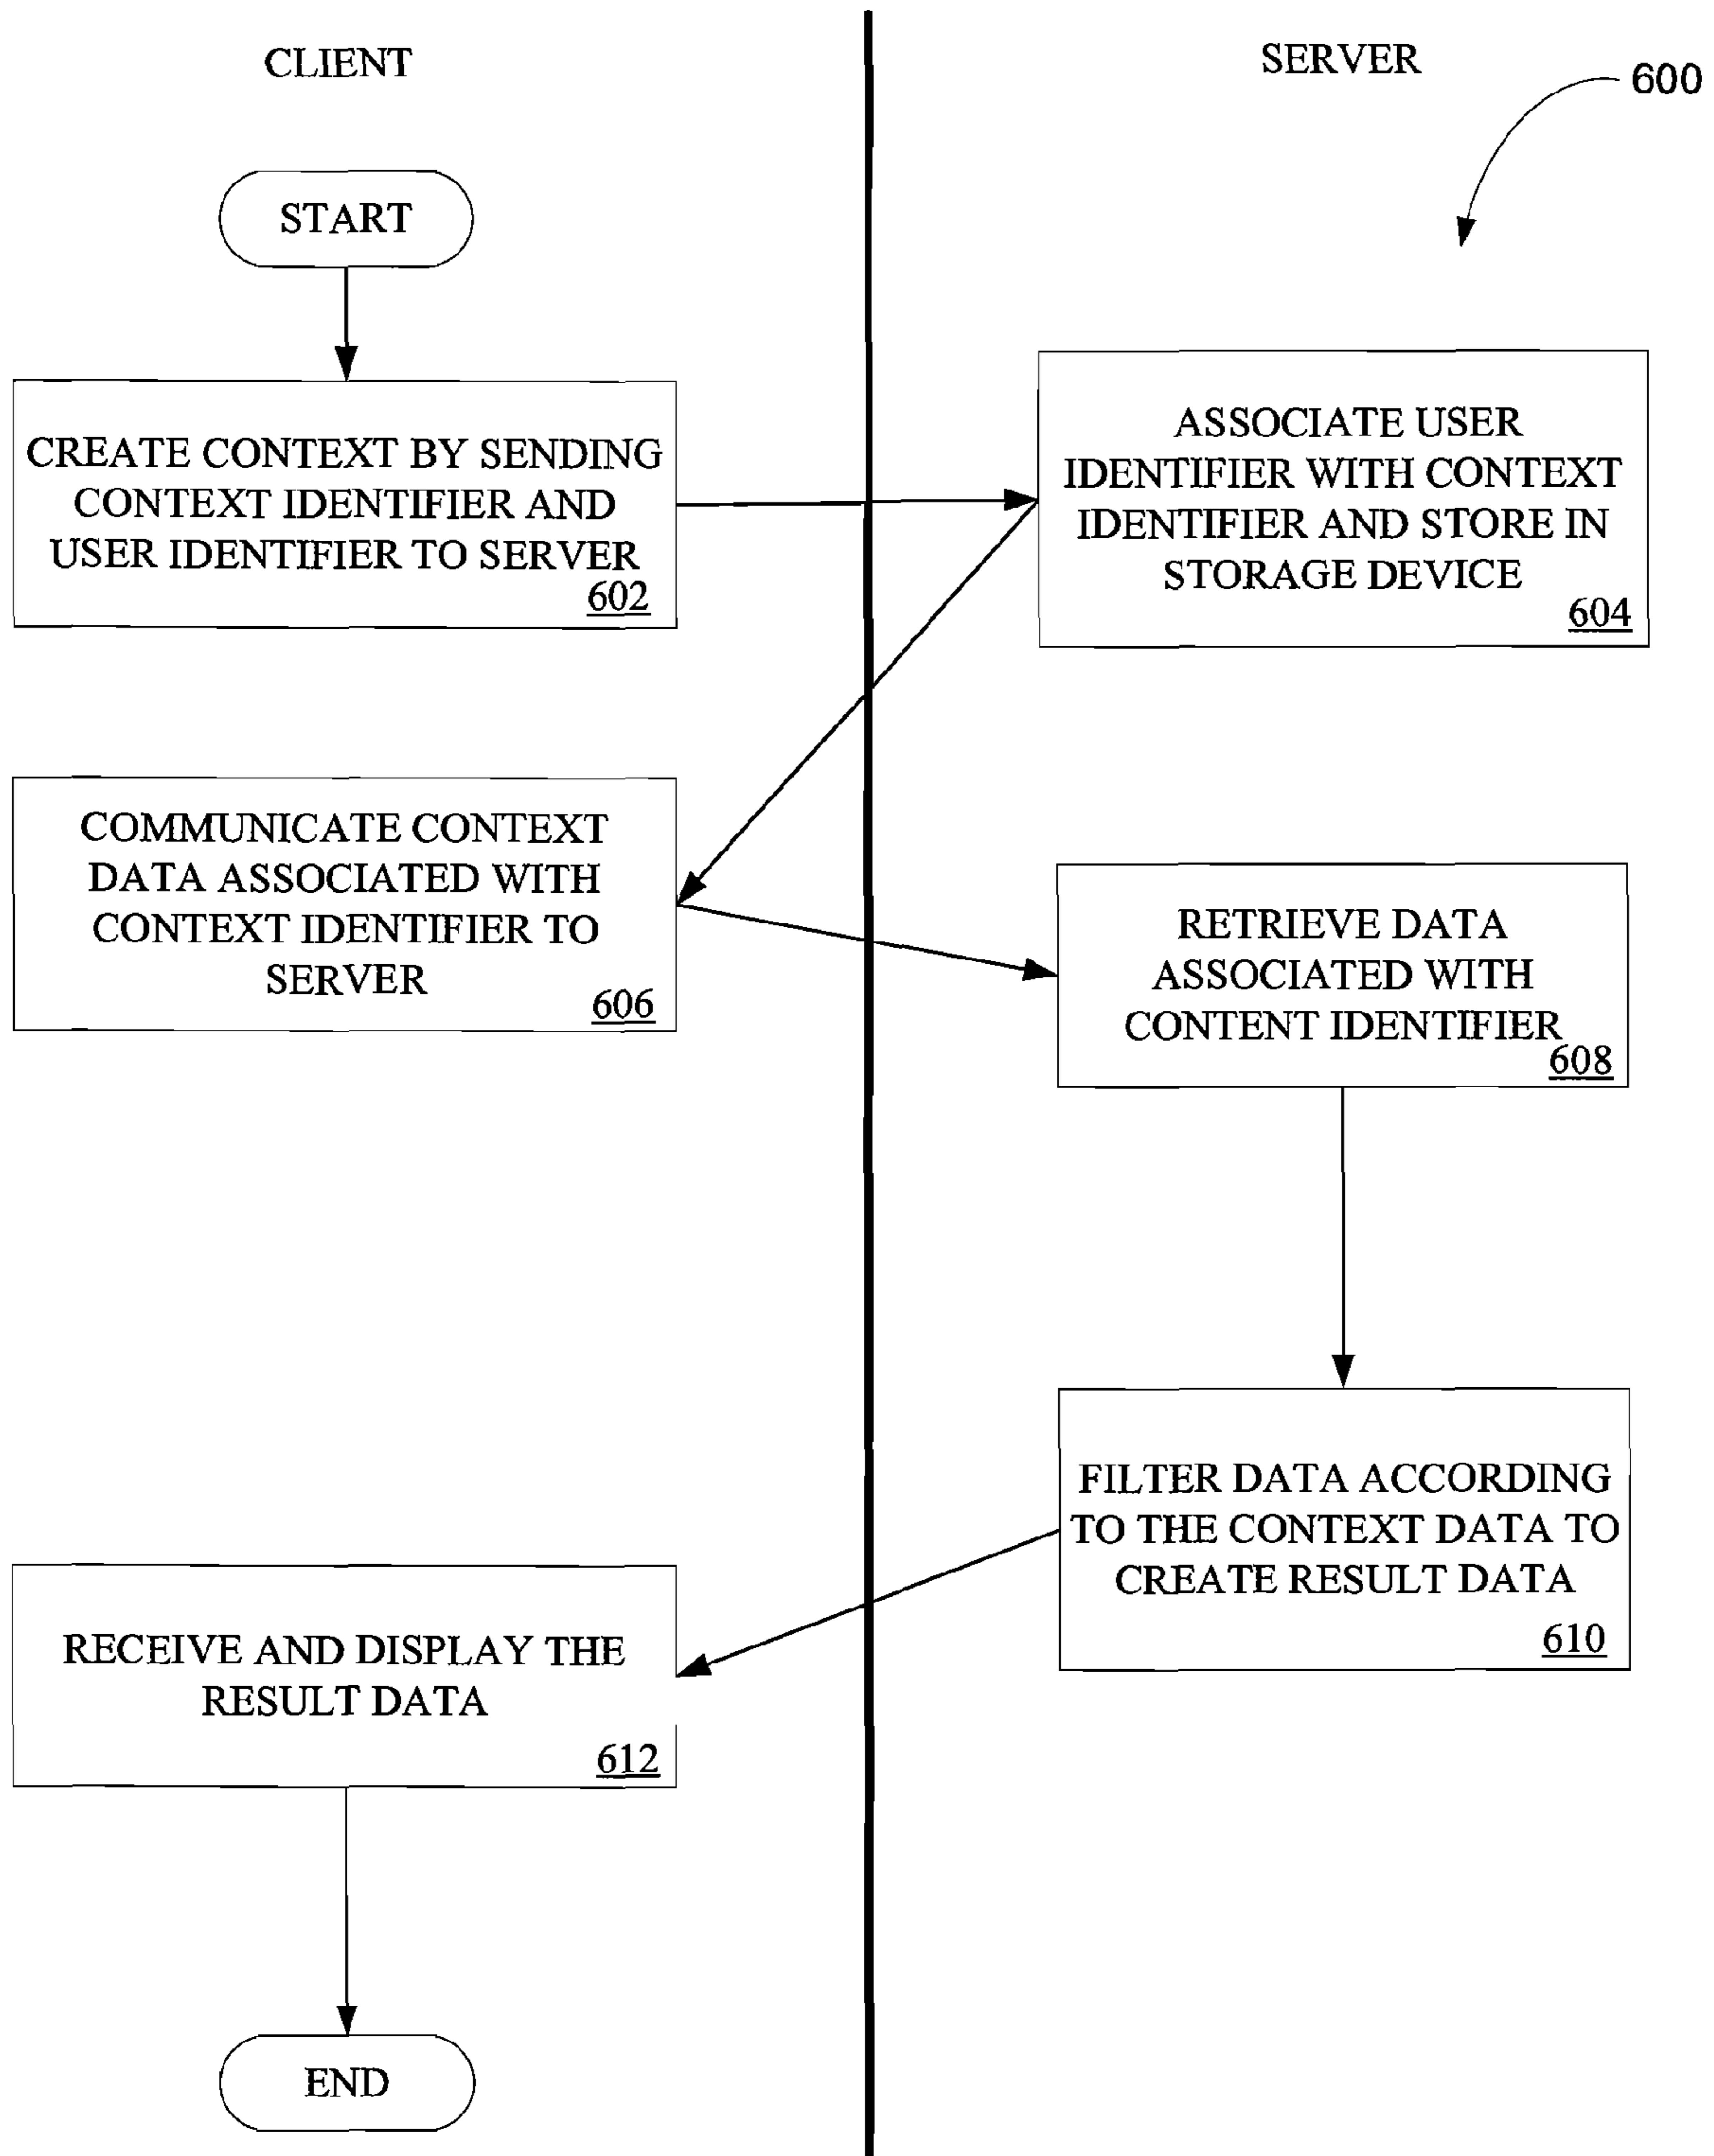 CLIENT
SERVER
600
START
CREATE CONTEXT BY SENDING
CONTEXT IDENTIFIER AND
USER IDENTIFIER TO SERVER
602
ASSOCIATE USER
IDENTIFIER WITH CONTEXT
IDENTIFIER AND STORE IN
STORAGE DEVICE
604
COMMUNICATE CONTEXT
DATA ASSOCIATED WITH
CONTEXT IDENTIFIER TO
SERVER
606
RETRIEVE DATA
ASSOCIATED WITH
CONTENT IDENTIFIER
608
FILTER DATA ACCORDING
TO THE CONTEXT DATA TO
CREATE RESULT DATA
610
RECEIVE AND DISPLAY THE
RESULT DATA
612
END